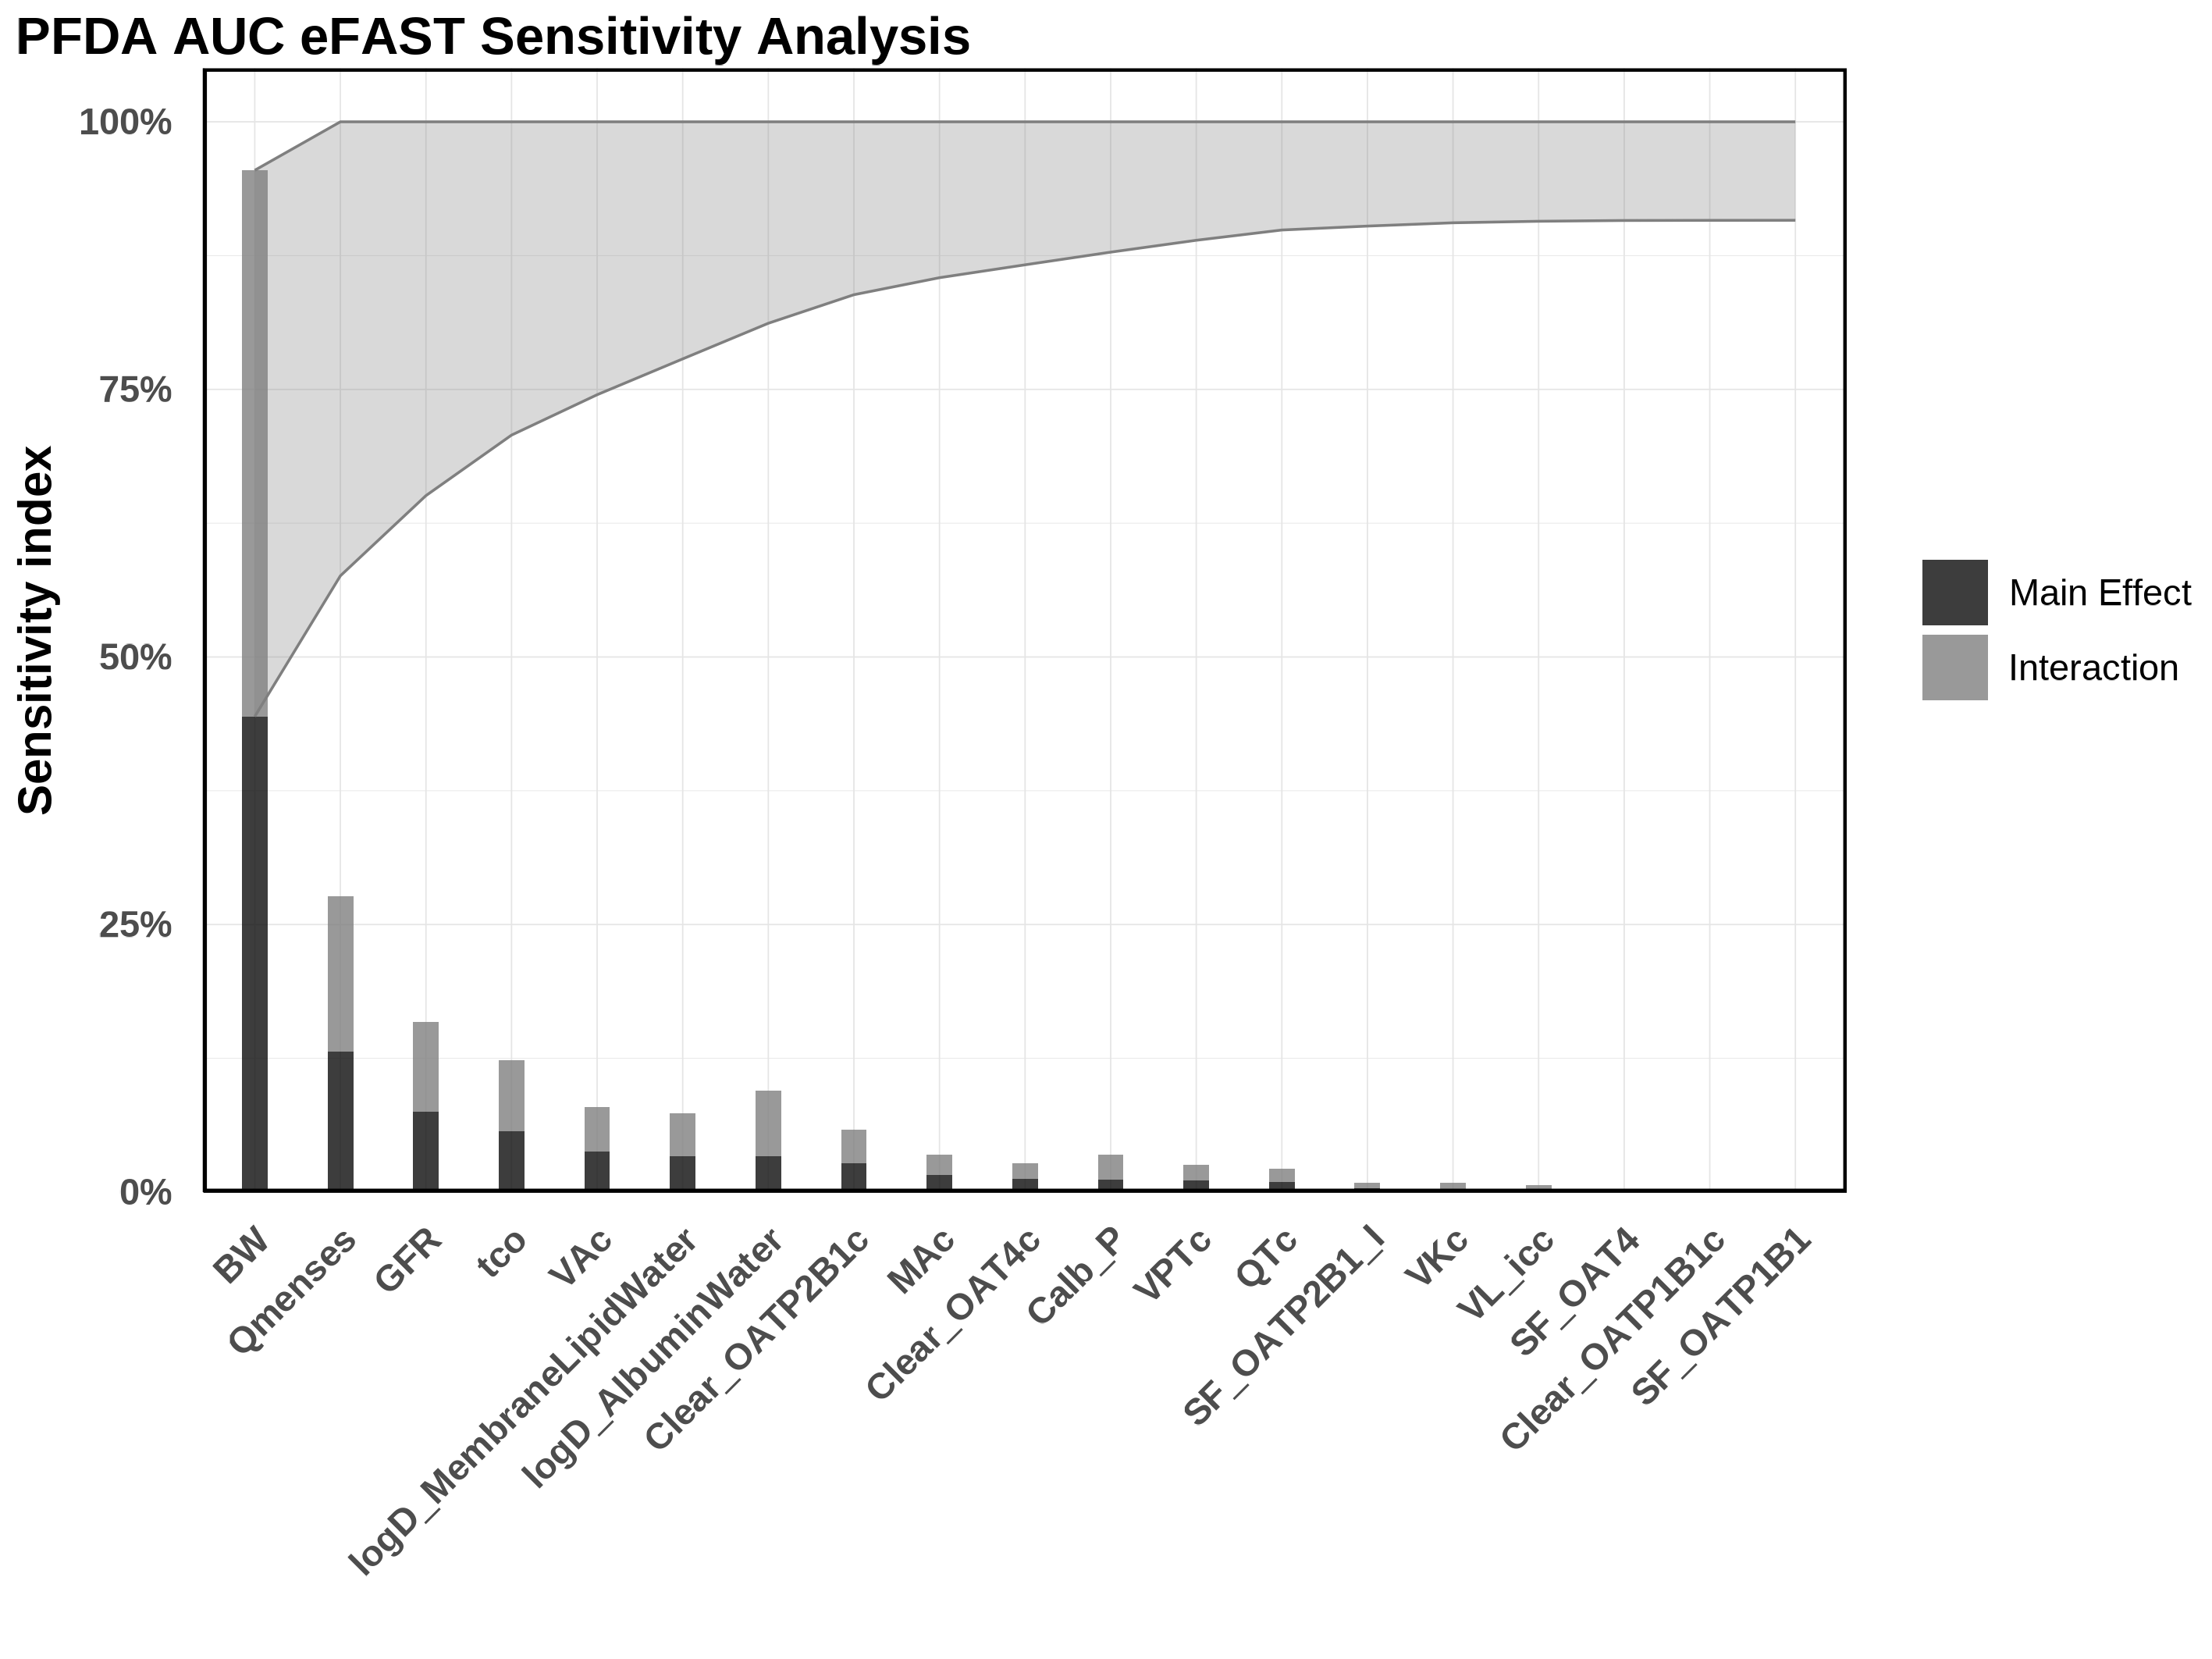 PFDA AUC eFAST Sensitivity Analysis
Sensitivity index
100%
75%
50%
25%
0%
BW
Qmenses
GFR
tco
VAc
logD_MembraneLipidWater
logD_AlbuminWater
Clear_OATP2B1c
MAc
Clear_OAT4c
Calb_P
VPTc
QTc
SF_OATP2B1_I
VKc
VL_icc
SF_OAT4
Clear_OATP1B1c
SF_OATP1B1
Main Effect
Interaction